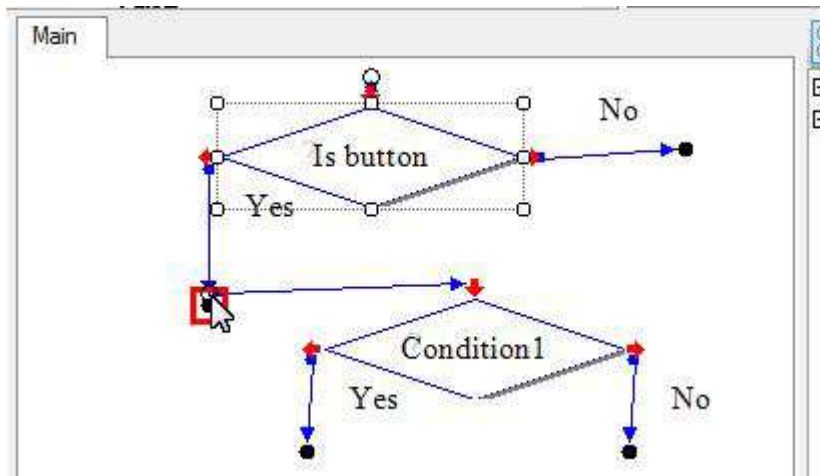 Main
No
Is button
Yes
Condition1
Yes
No